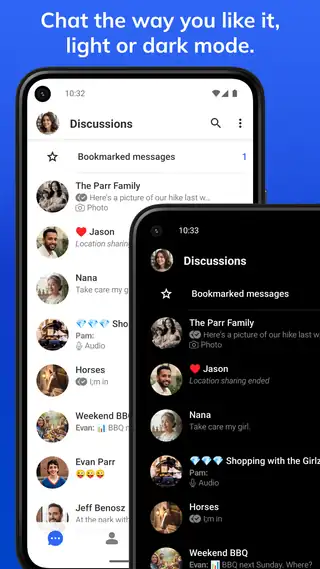 Chat the way you like it,
light or dark mode.
10:32
Discussions
Bookmarked messages 1
The Parr Family
Here's a picture of our hike last w...
Photo
❤️ Jason
Location sharing
Nana
Take care my g
💎💎💎 Sho
Pam:
Audio
Horses
I;m in
Weekend BBQ
Evan: 📊 BBQ n
Evan Parr
😜😜😜
Jeff Benosz
At the park with
10:33
Discussions
Bookmarked messages
The Parr Family
Here's a picture of our hike last
Photo
❤️ Jason
Location sharing ended
Nana
Take care my girl.
💎💎💎 Shopping with the Girlz
Pam:
Audio
Horses
I;m in
Weekend BBQ
Evan: 📊 BBQ next Sunday. Where?